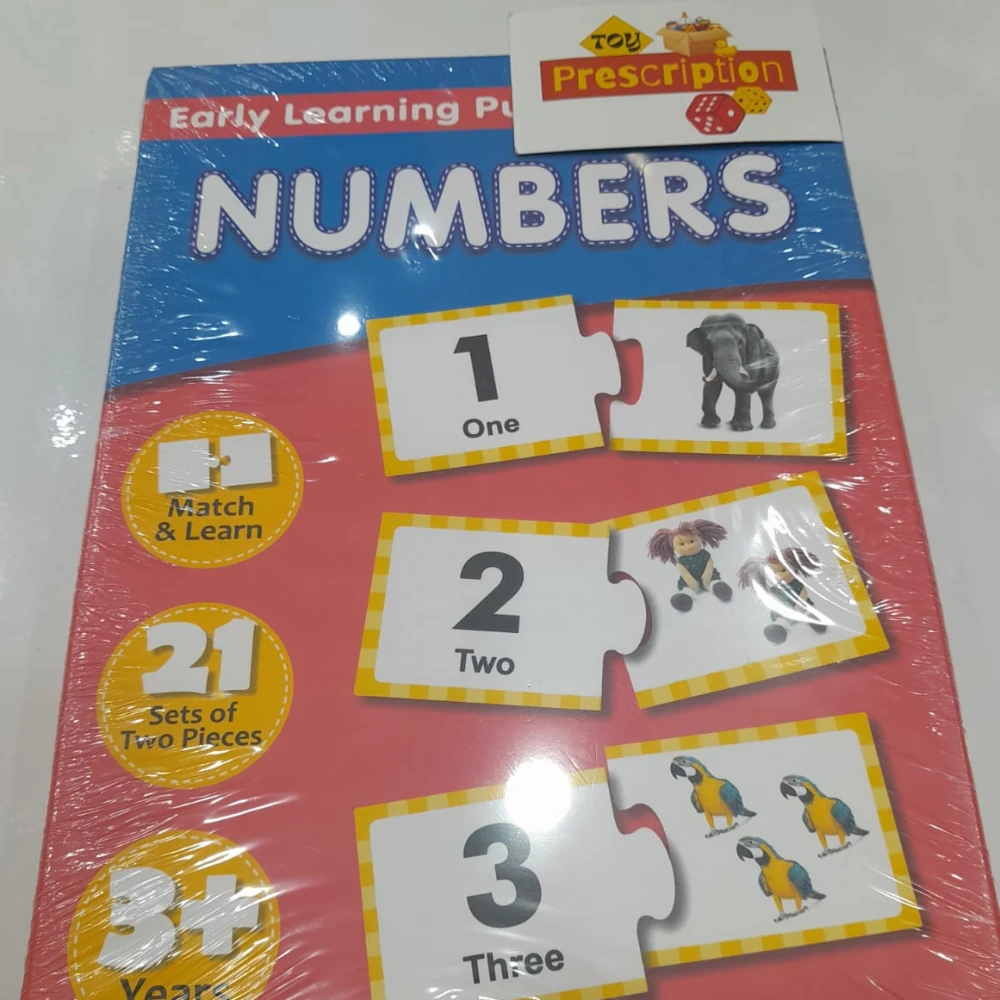 TOY
Prescription
Early Learning Pu
NUMBERS
1
One
Match
& Learn
2
Two
21
Sets of
Two Pieces
3
Three
3+
Years